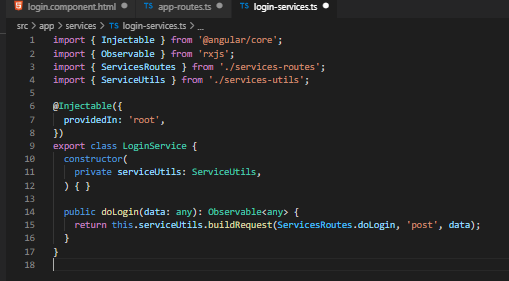 login.component.html
app-routes.ts
login-services.ts
src > app > services > login-services.ts > ...
1 import { Injectable } from '@angular/core';
2 import { Observable } from 'rxjs';
3 import { ServicesRoutes } from './services-routes';
4 import { ServiceUtils } from './services-utils';
5
6 @Injectable({
7   providedIn: 'root',
8 })
9 export class LoginService {
10   constructor(
11     private serviceUtils: ServiceUtils,
12   ) { }
13
14   public doLogin(data: any): Observable<any> {
15     return this.serviceUtils.buildRequest(ServicesRoutes.doLogin, 'post', data);
16   }
17 }
18